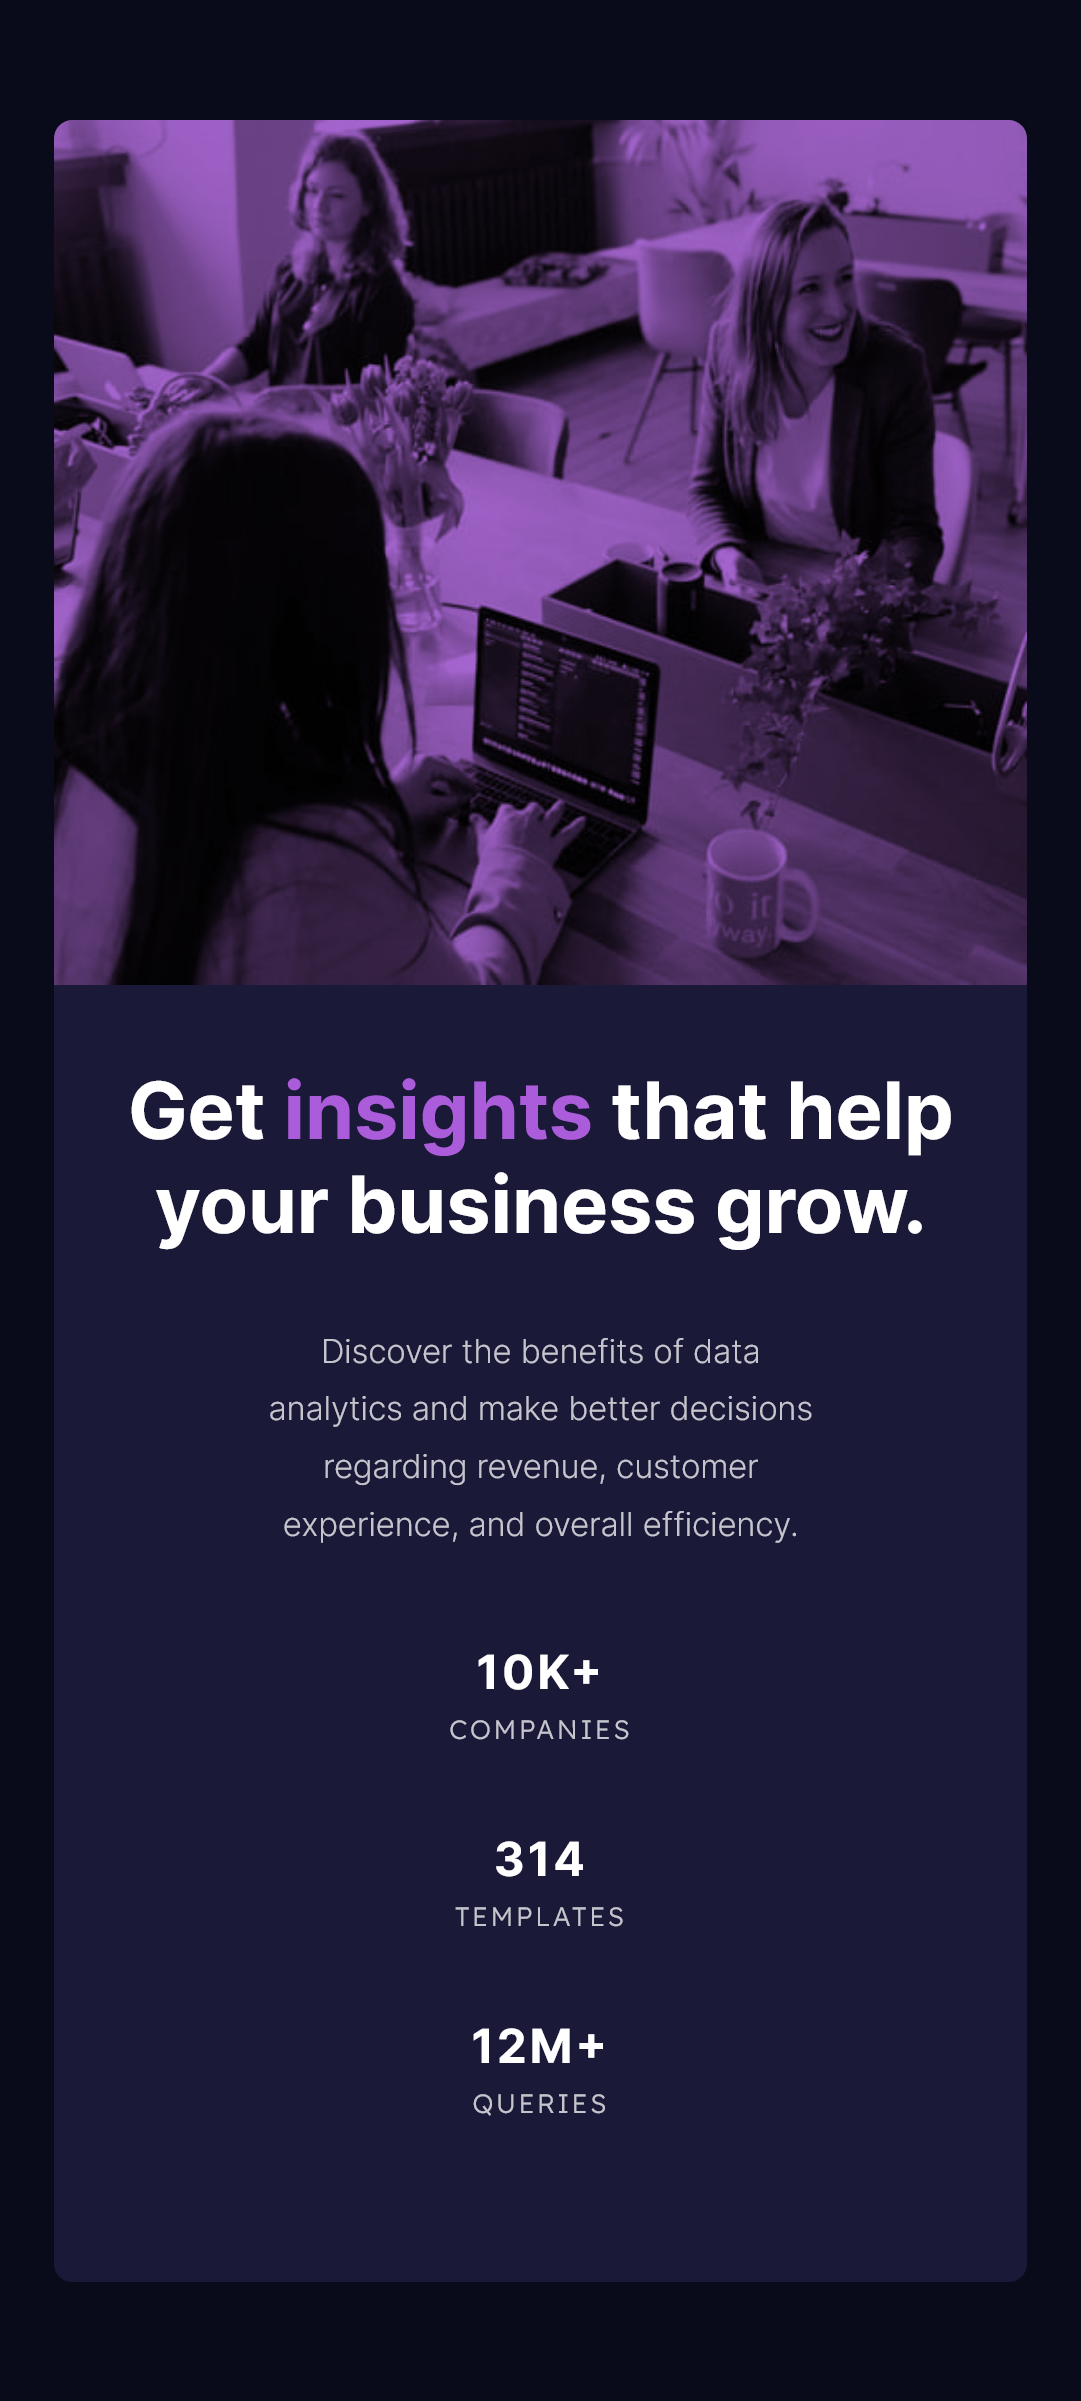 Get insights that help
your business grow.
Discover the benefits of data
analytics and make better decisions
regarding revenue, customer
experience, and overall efficiency.
10K+
COMPANIES
314
TEMPLATES
12M+
QUERIES